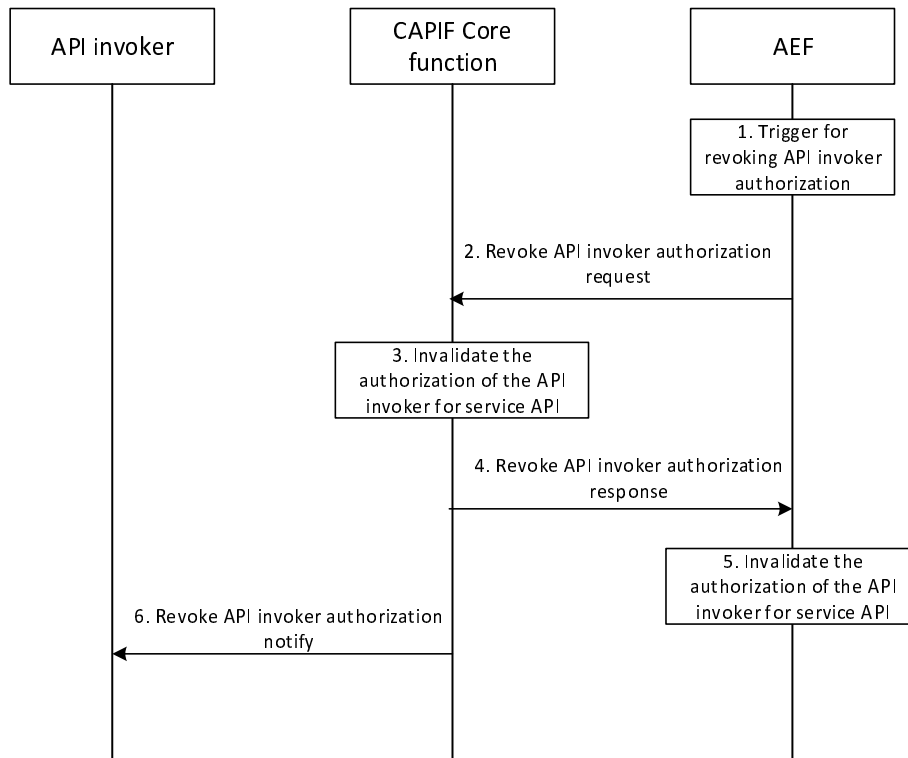 API invoker
CAPIF Core
function
AEF
1. Trigger for
revoking API invoker
authorization
2. Revoke API invoker authorization
request
3. Invalidate the
authorization of the API
invoker for service API
4. Revoke API invoker authorization
response
5. Invalidate the
authorization of the API
invoker for service API
6. Revoke API invoker authorization
notify